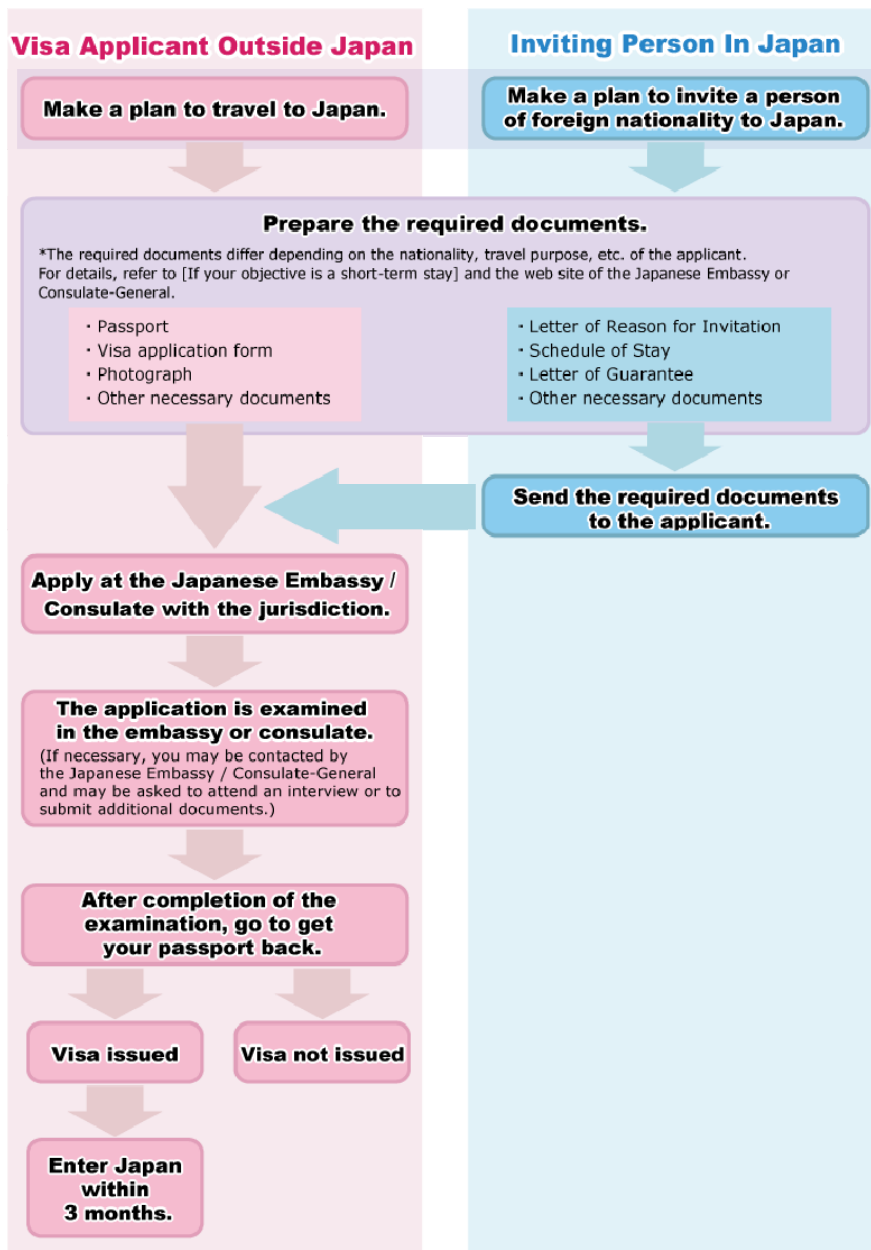 Visa Applicant Outside Japan
Inviting Person In Japan
Make a plan to travel to Japan.
Make a plan to invite a person
of foreign nationality to Japan.
Prepare the required documents.
*The required documents differ depending on the nationality, travel purpose, etc. of the applicant.
For details, refer to [If your objective is a short-term stay] and the web site of the Japanese Embassy or
Consulate-General.
・Passport
・Visa application form
・Photograph
・Other necessary documents
・Letter of Reason for Invitation
・Schedule of Stay
・Letter of Guarantee
・Other necessary documents
Send the required documents
to the applicant.
Apply at the Japanese Embassy /
Consulate with the jurisdiction.
The application is examined
in the embassy or consulate.
(If necessary, you may be contacted by
the Japanese Embassy / Consulate-General
and may be asked to attend an interview or to
submit additional documents.)
After completion of the
examination, go to get
your passport back.
Visa issued
Visa not issued
Enter Japan
within
3 months.